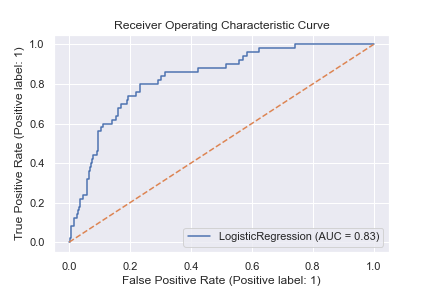 Receiver Operating Characteristic Curve
True Positive Rate (Positive label: 1)
1.0
0.8
0.6
0.4
0.2
0.0
LogisticRegression (AUC = 0.83)
0.0 0.2 0.4 0.6 0.8 1.0
False Positive Rate (Positive label: 1)